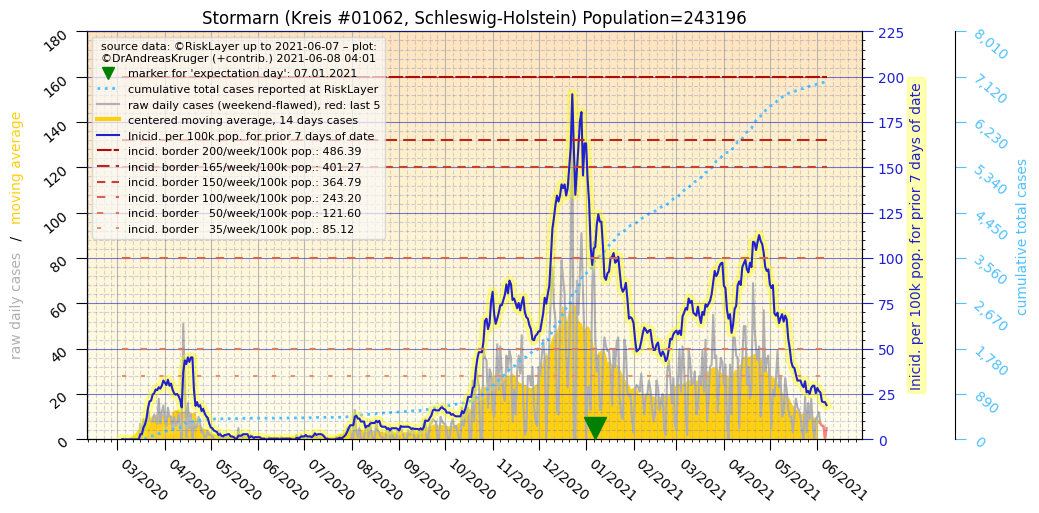 Stormarn (Kreis #01062, Schleswig-Holstein) Population=243196
source data: ©RiskLayer up to 2021-06-07 – plot:
©DrAndreasKruger (+contrib.) 2021-06-08 04:01
marker for 'expectation day': 07.01.2021
cumulative total cases reported at RiskLayer
raw daily cases (weekend-flawed), red: last 5
centered moving average, 14 days cases
Inicid. per 100k pop. for prior 7 days of date
incid. border 200/week/100k pop.: 486.39
incid. border 165/week/100k pop.: 401.27
incid. border 150/week/100k pop.: 364.79
incid. border 100/week/100k pop.: 243.20
incid. border 50/week/100k pop.: 121.60
incid. border 35/week/100k pop.: 85.12
raw daily cases / moving average
180
160
140
120
100
80
60
40
20
0
03/2020
04/2020
05/2020
06/2020
07/2020
08/2020
09/2020
10/2020
11/2020
12/2020
01/2021
02/2021
03/2021
04/2021
05/2021
06/2021
225
200
175
150
125
100
75
50
25
0
Inicid. per 100k pop. for prior 7 days of date
8,010
7,120
6,230
5,340
4,450
3,560
2,670
1,780
890
0
cumulative total cases